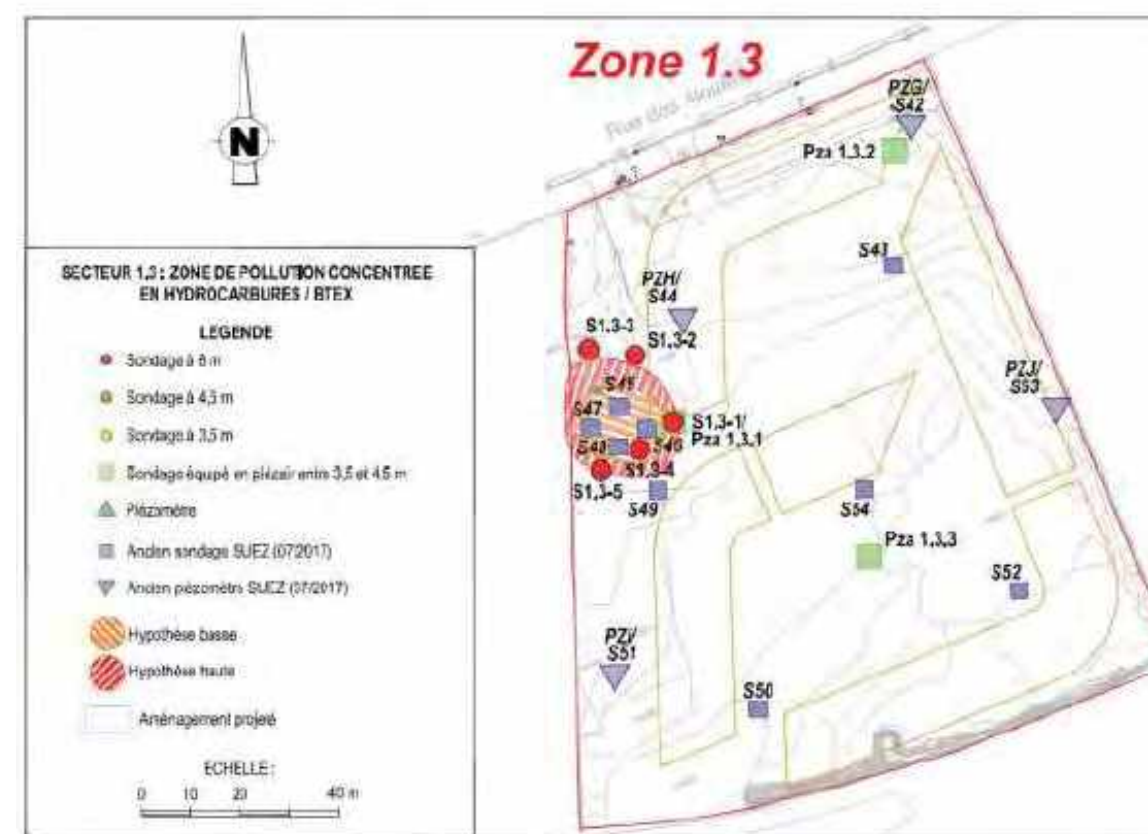 Zone 1.3
Rue des
N
SECTEUR 1.3 : ZONE DE POLLUTION CONCENTREE
EN HYDROCARBURES / BTEX
LEGENDE
Sondage à 6 m
Sondage à 4,5 m
Sondage à 3,5 m
Sondage équipé en piézair entre 3,5 et 4,5 m
Piézomètre
Ancien sondage SUEZ (07/2017)
Ancien piézomètre SUEZ (07/2017)
Hypothèse basse
Hypothèse haute
Aménagement projeté
ECHELLE :
0 10 20 40 m
PZG/
S42
Pza 1.3.2
S43
PZH/
S44
S1.3-3
S1.3-2
PZJ/
S53
S45
S47
S1.3-1/
Pza 1.3.1
S46
S48
S1.3-4
S1.3-5
S49
S54
Pza 1.3.3
S52
PZI/
S51
S50